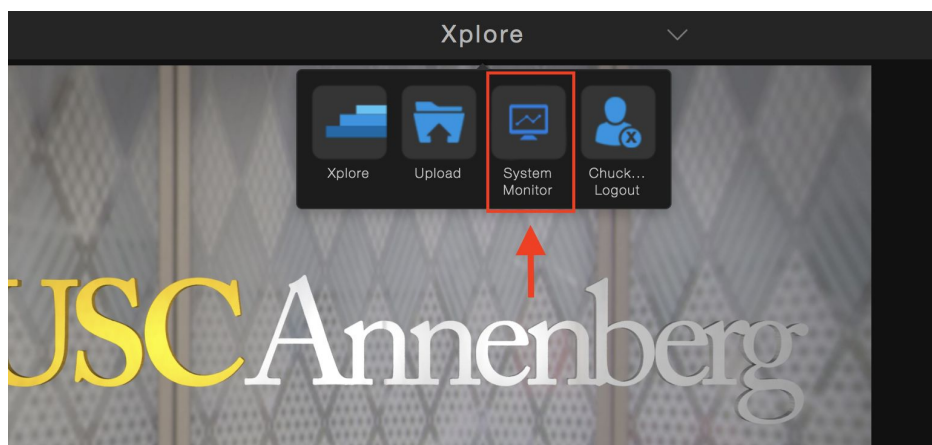 Xplore
Xplore
Upload
System
Monitor
Chuck...
Logout
USC Annenberg